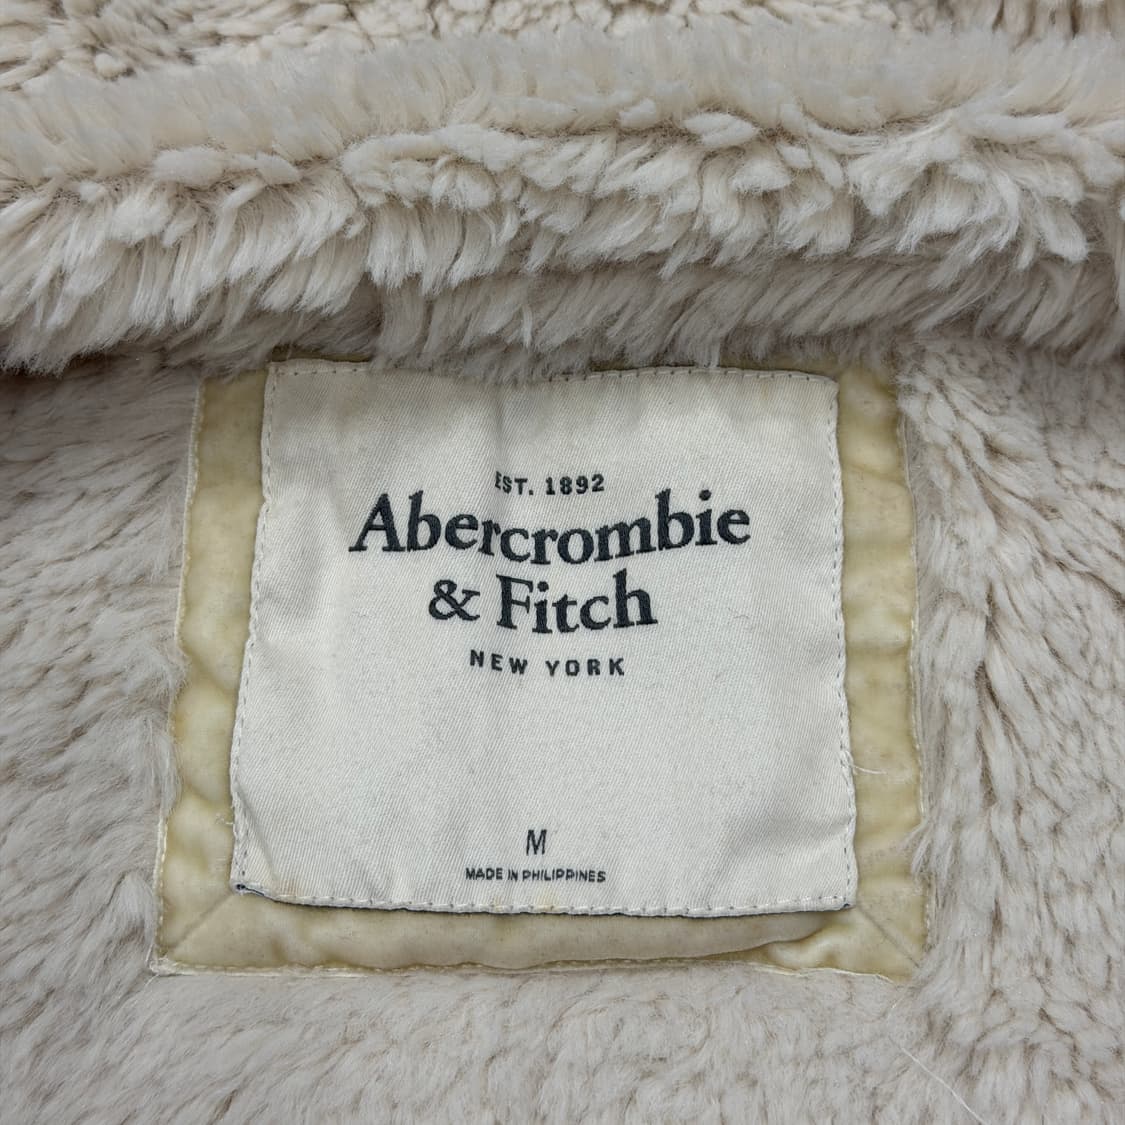 EST. 1892
Abercrombie
& Fitch
NEW YORK
M
MADE IN PHILIPPINES